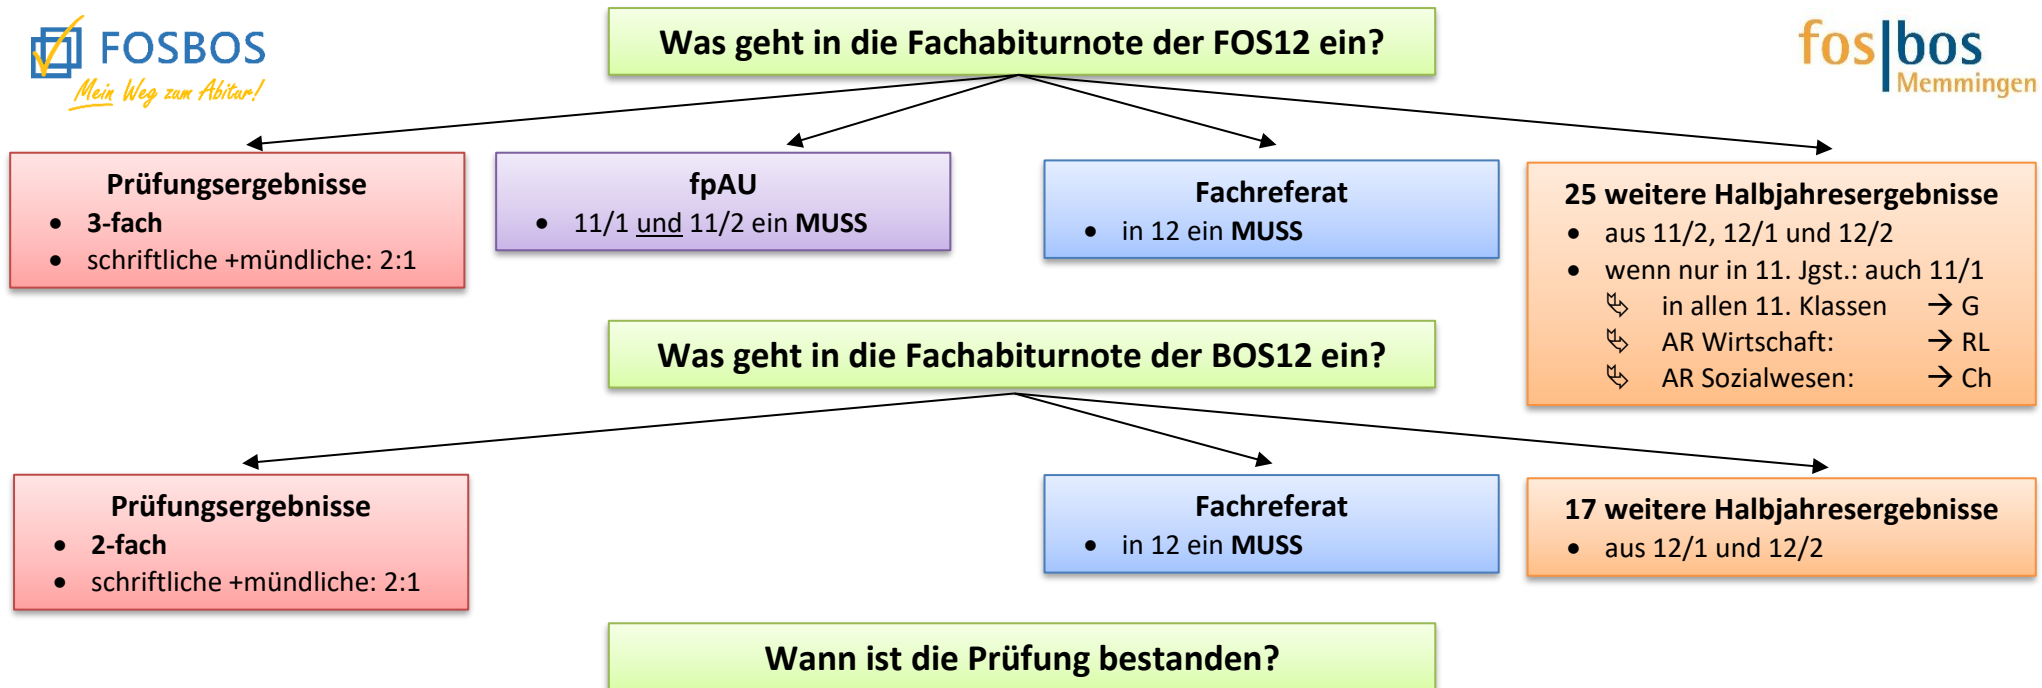 FOSBOS
Mein Weg zum Abitur!
Was geht in die Fachabiturnote der FOS12 ein?
fos|bos
Memmingen
Prüfungsergebnisse
• 3-fach
• schriftliche +mündliche: 2:1
fpAU
• 11/1 und 11/2 ein MUSS
Fachreferat
• in 12 ein MUSS
25 weitere Halbjahresergebnisse
• aus 11/2, 12/1 und 12/2
• wenn nur in 11. Jgst.: auch 11/1
in allen 11. Klassen → G
AR Wirtschaft: → RL
AR Sozialwesen: → Ch
Was geht in die Fachabiturnote der BOS12 ein?
Prüfungsergebnisse
• 2-fach
• schriftliche +mündliche: 2:1
Fachreferat
• in 12 ein MUSS
17 weitere Halbjahresergebnisse
• aus 12/1 und 12/2
Wann ist die Prüfung bestanden?